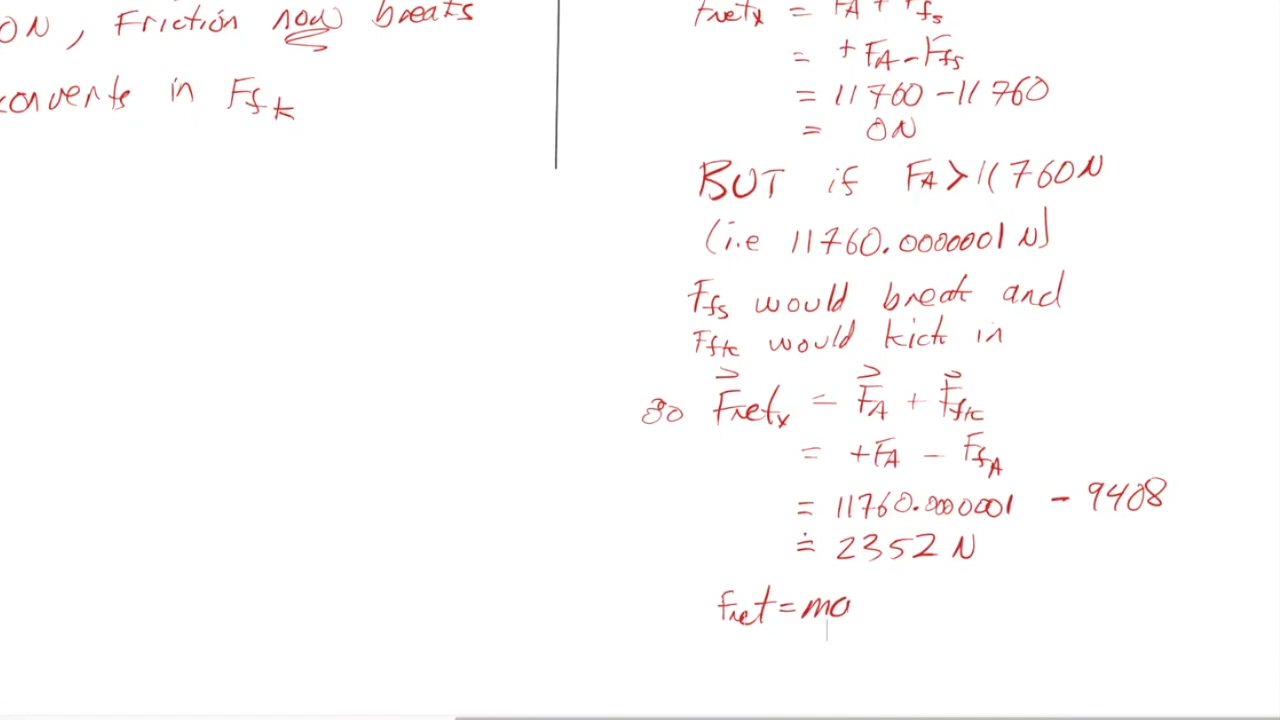 ON, Friction now breaks
converts in Ffk
Fnetx = FA + Ffs
= +FA - Ffs
= 11760 - 11760
= ON
BUT if FA > 11760N
(i.e 11760.0000001 N)
Ffs would break and
Ffk would kick in
so Fnetx = FA + Ffk
= +FA - FfA
= 11760.0000001 - 9408
≐ 2352 N
Fnet = ma